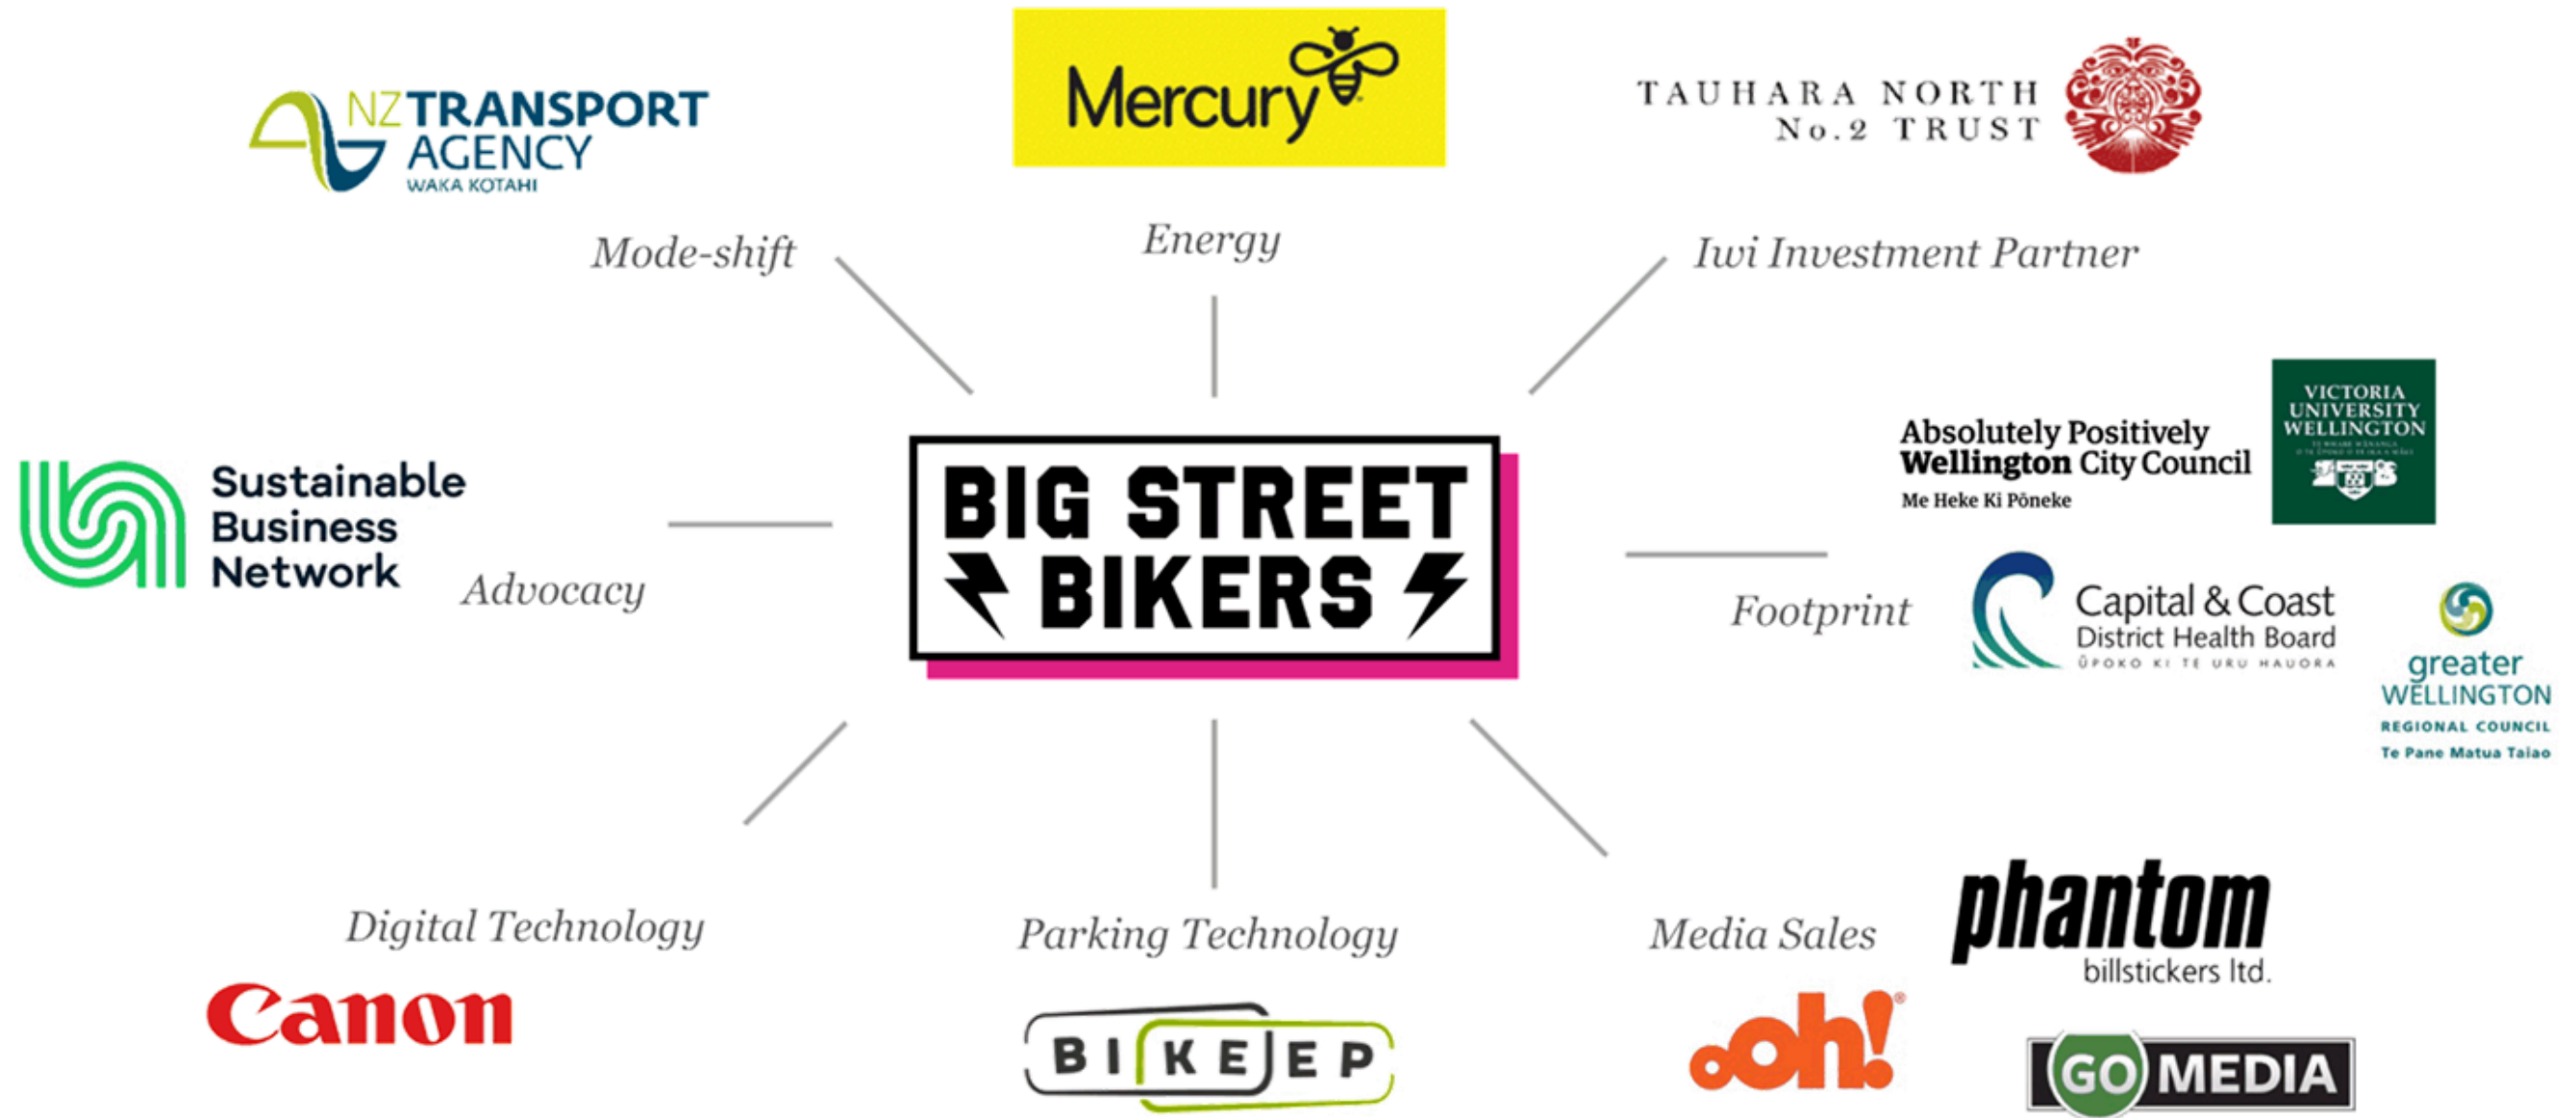 NZ TRANSPORT
AGENCY
WAKA KOTAHI
Mode-shift
Mercury
Energy
TAUHARA NORTH
No.2 TRUST
Iwi Investment Partner
Sustainable
Business
Network
Advocacy
BIG STREET
BIKERS
Footprint
Absolutely Positively
Wellington City Council
Me Heke Ki Pōneke
VICTORIA
UNIVERSITY
WELLINGTON
Capital & Coast
District Health Board
ŪPOKO KI TE URU HAUORA
greater
WELLINGTON
REGIONAL COUNCIL
Te Pane Matua Taiao
Digital Technology
Canon
Parking Technology
BIKEEP
Media Sales
phantom
billstickers ltd.
oOh!®
GO MEDIA